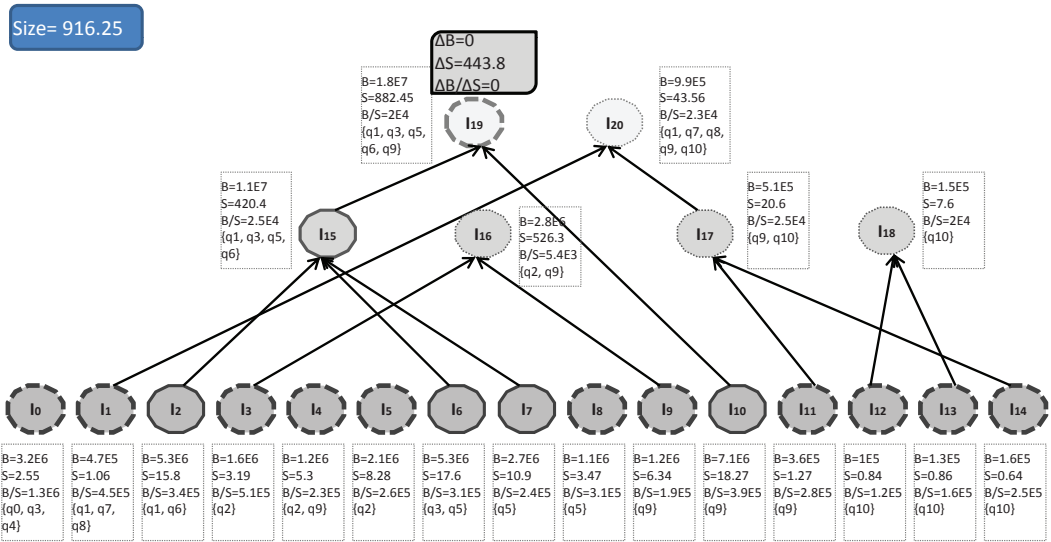 Size= 916.25
ΔB=0
ΔS=443.8
ΔB/ΔS=0
B=1.8E7
S=882.45
B/S=2E4
{q1, q3, q5,
q6, q9}
I19
I20
B=9.9E5
S=43.56
B/S=2.3E4
{q1, q7, q8,
q9, q10}
B=1.1E7
S=420.4
B/S=2.5E4
{q1, q3, q5,
q6}
I15
I16
B=2.8E6
S=526.3
B/S=5.4E3
{q2, q9}
I17
B=5.1E5
S=20.6
B/S=2.5E4
{q9, q10}
I18
B=1.5E5
S=7.6
B/S=2E4
{q10}
I0 I1 I2 I3 I4 I5 I6 I7 I8 I9 I10 I11 I12 I13 I14
B=3.2E6
S=2.55
B/S=1.3E6
{q0, q3,
q4}
B=4.7E5
S=1.06
B/S=4.5E5
{q1, q7,
q8}
B=5.3E6
S=15.8
B/S=3.4E5
{q1, q6}
B=1.6E6
S=3.19
B/S=5.1E5
{q2}
B=1.2E6
S=5.3
B/S=2.3E5
{q2, q9}
B=2.1E6
S=8.28
B/S=2.6E5
{q2}
B=5.3E6
S=17.6
B/S=3.1E5
{q3, q5}
B=2.7E6
S=10.9
B/S=2.4E5
{q5}
B=1.1E6
S=3.47
B/S=3.1E5
{q5}
B=1.2E6
S=6.34
B/S=1.9E5
{q9}
B=7.1E6
S=18.27
B/S=3.9E5
{q9}
B=3.6E5
S=1.27
B/S=2.8E5
{q9}
B=1E5
S=0.84
B/S=1.2E5
{q10}
B=1.3E5
S=0.86
B/S=1.6E5
{q10}
B=1.6E5
S=0.64
B/S=2.5E5
{q10}